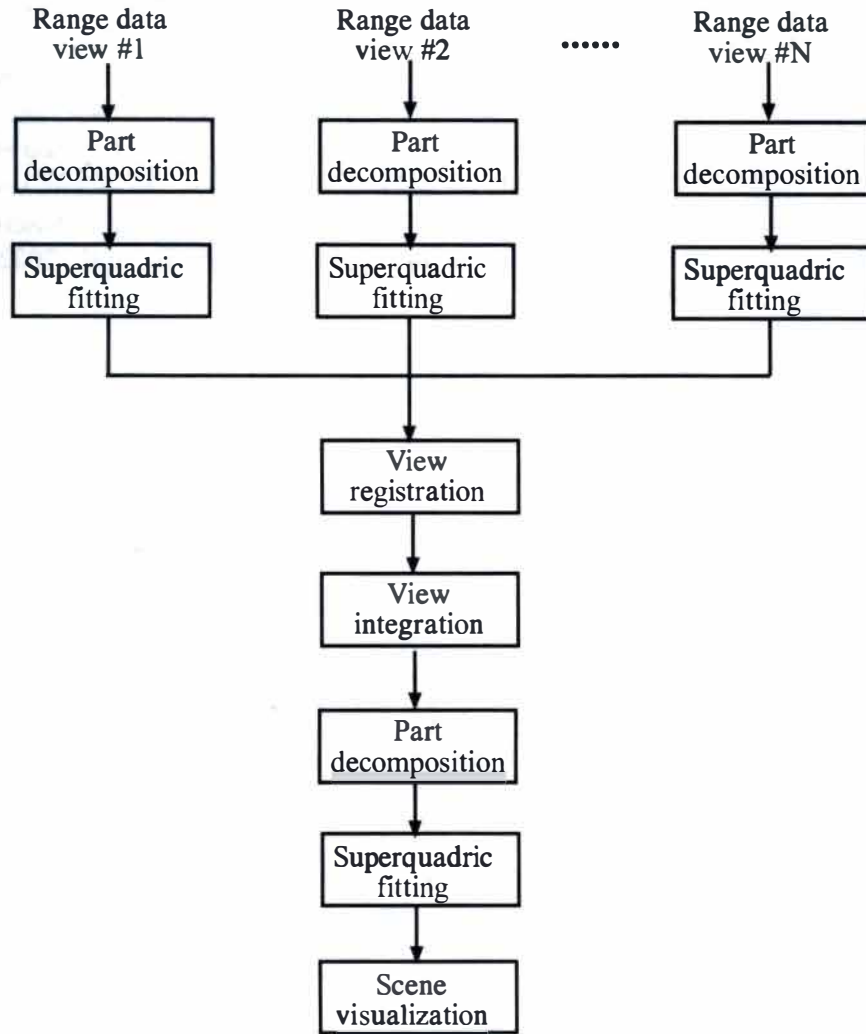 Range data
view #1
Range data
view #2
......
Range data
view #N
Part
decomposition
Part
decomposition
Part
decomposition
Superquadric
fitting
Superquadric
fitting
Superquadric
fitting
View
registration
View
integration
Part
decomposition
Superquadric
fitting
Scene
visualization